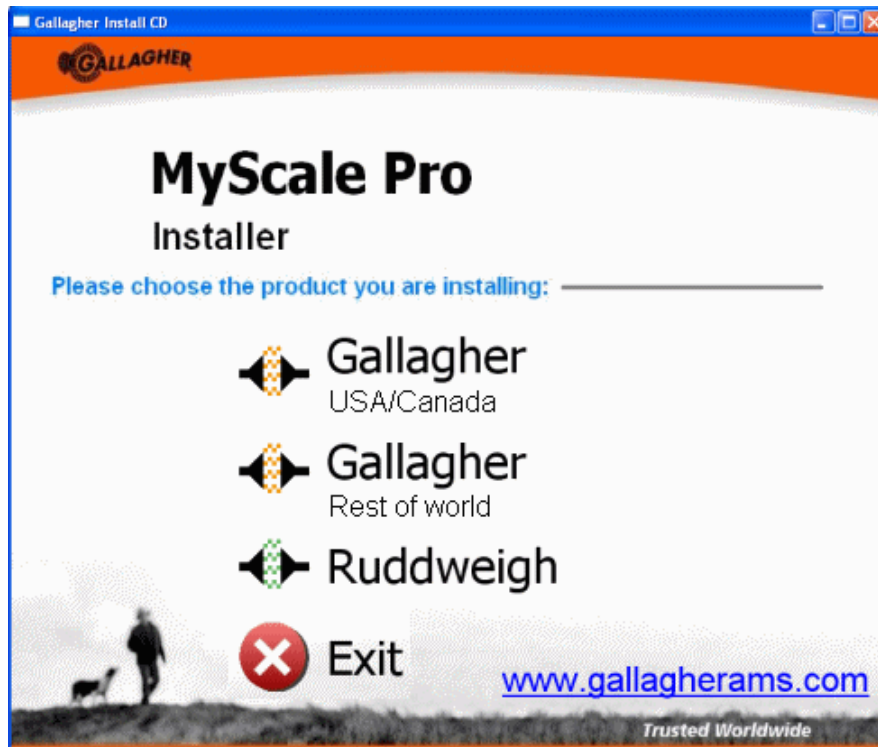 Gallagher Install CD
GALLAGHER
MyScale Pro
Installer
Please choose the product you are installing:
Gallagher
USA/Canada
Gallagher
Rest of world
Ruddweigh
Exit
www.gallagherams.com
Trusted Worldwide